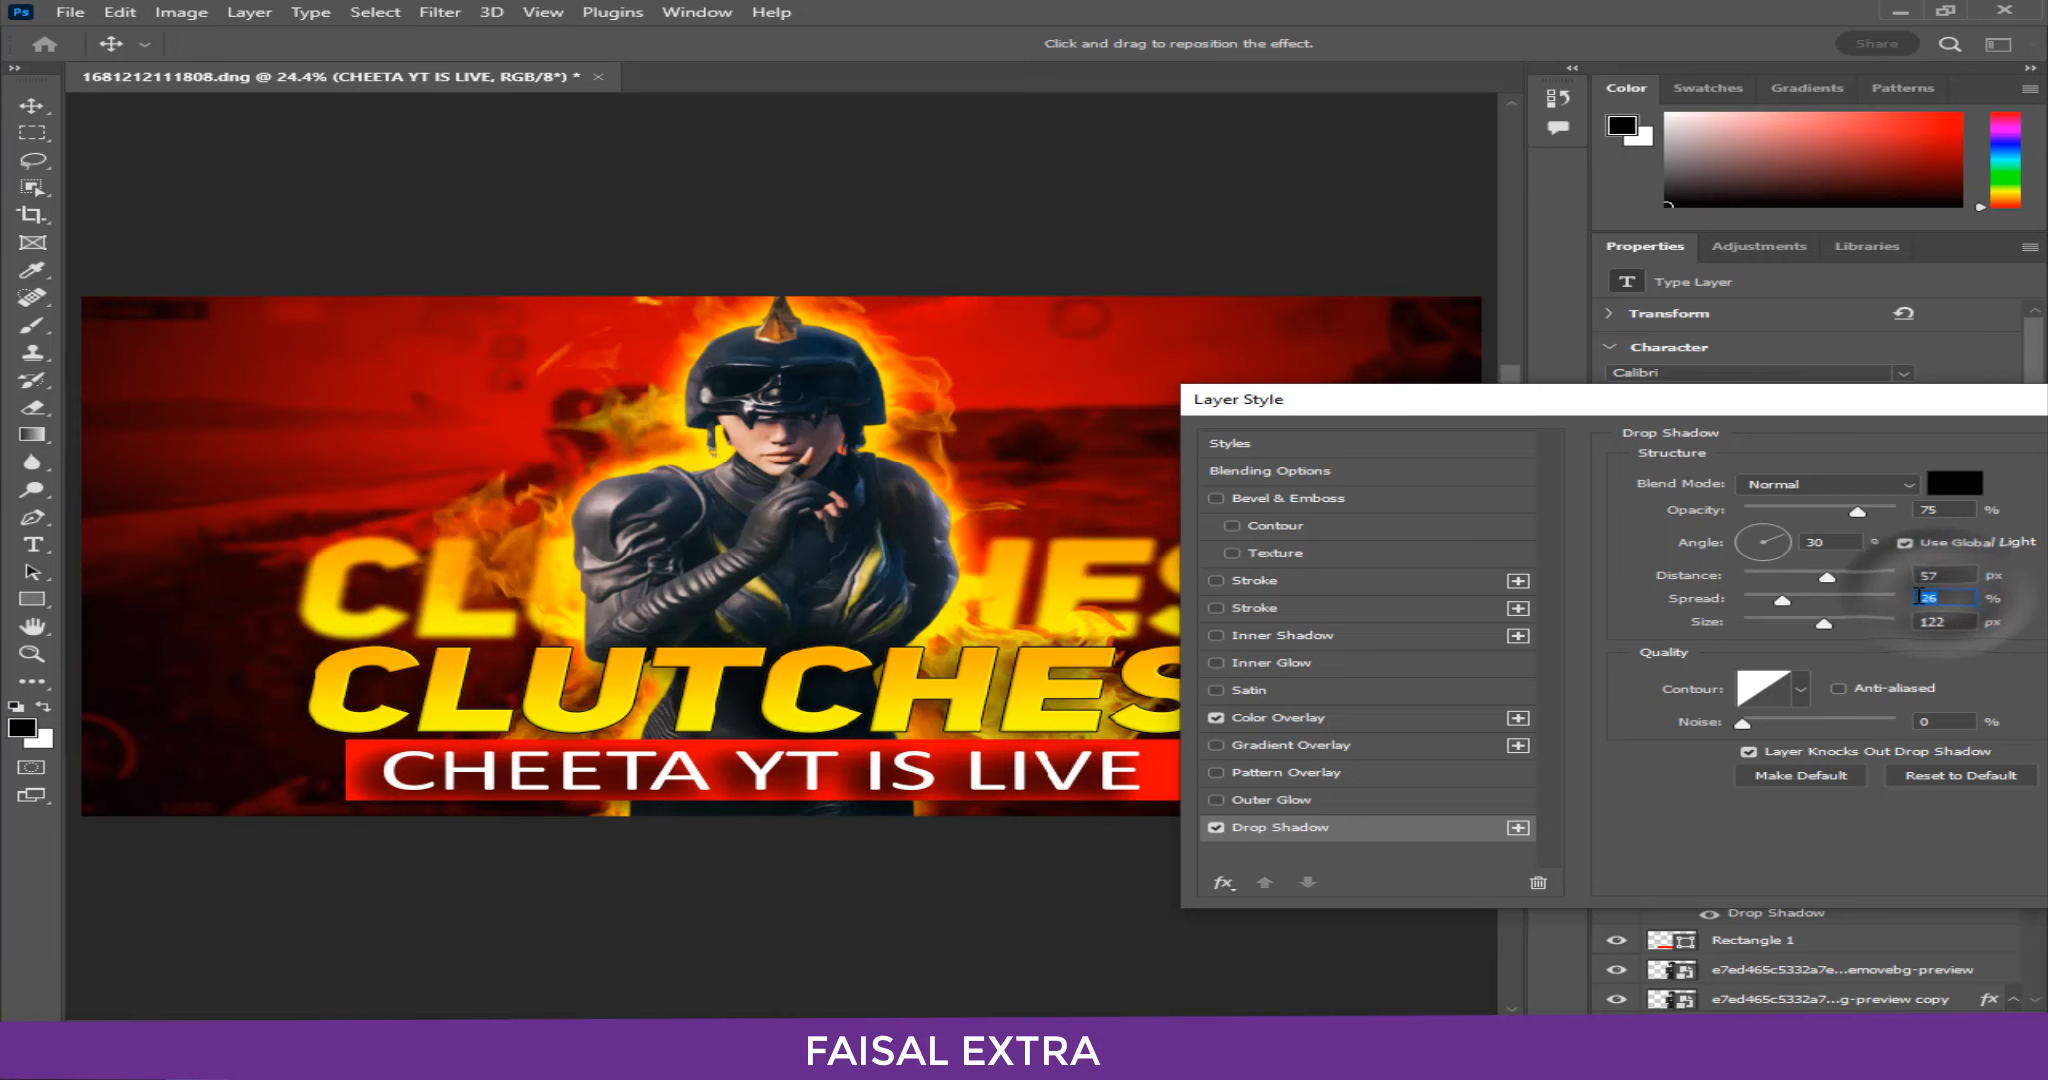 Ps File Edit Image Layer Type Select Filter 3D View Plugins Window Help
Click and drag to reposition the effect.
Share
1681212111808.dng @ 24.4% (CHEETA YT IS LIVE, RGB/8*) *
Color Swatches Gradients Patterns
Properties Adjustments Libraries
T Type Layer
Transform
Character
Calibri
CLUTCHES
CLUTCHES
CHEETA YT IS LIVE
Layer Style
Styles
Blending Options
Bevel & Emboss
Contour
Texture
Stroke
Stroke
Inner Shadow
Inner Glow
Satin
Color Overlay
Gradient Overlay
Pattern Overlay
Outer Glow
Drop Shadow
fx
Drop Shadow
Structure
Blend Mode: Normal
Opacity: 75 %
Angle: 30 ° Use Global Light
Distance: 57 px
Spread: 26 %
Size: 122 px
Quality
Contour: Anti-aliased
Noise: 0 %
Layer Knocks Out Drop Shadow
Make Default Reset to Default
Drop Shadow
Rectangle 1
e7ed465c5332a7e...emovebg-preview
e7ed465c5332a7...g-preview copy fx
FAISAL EXTRA